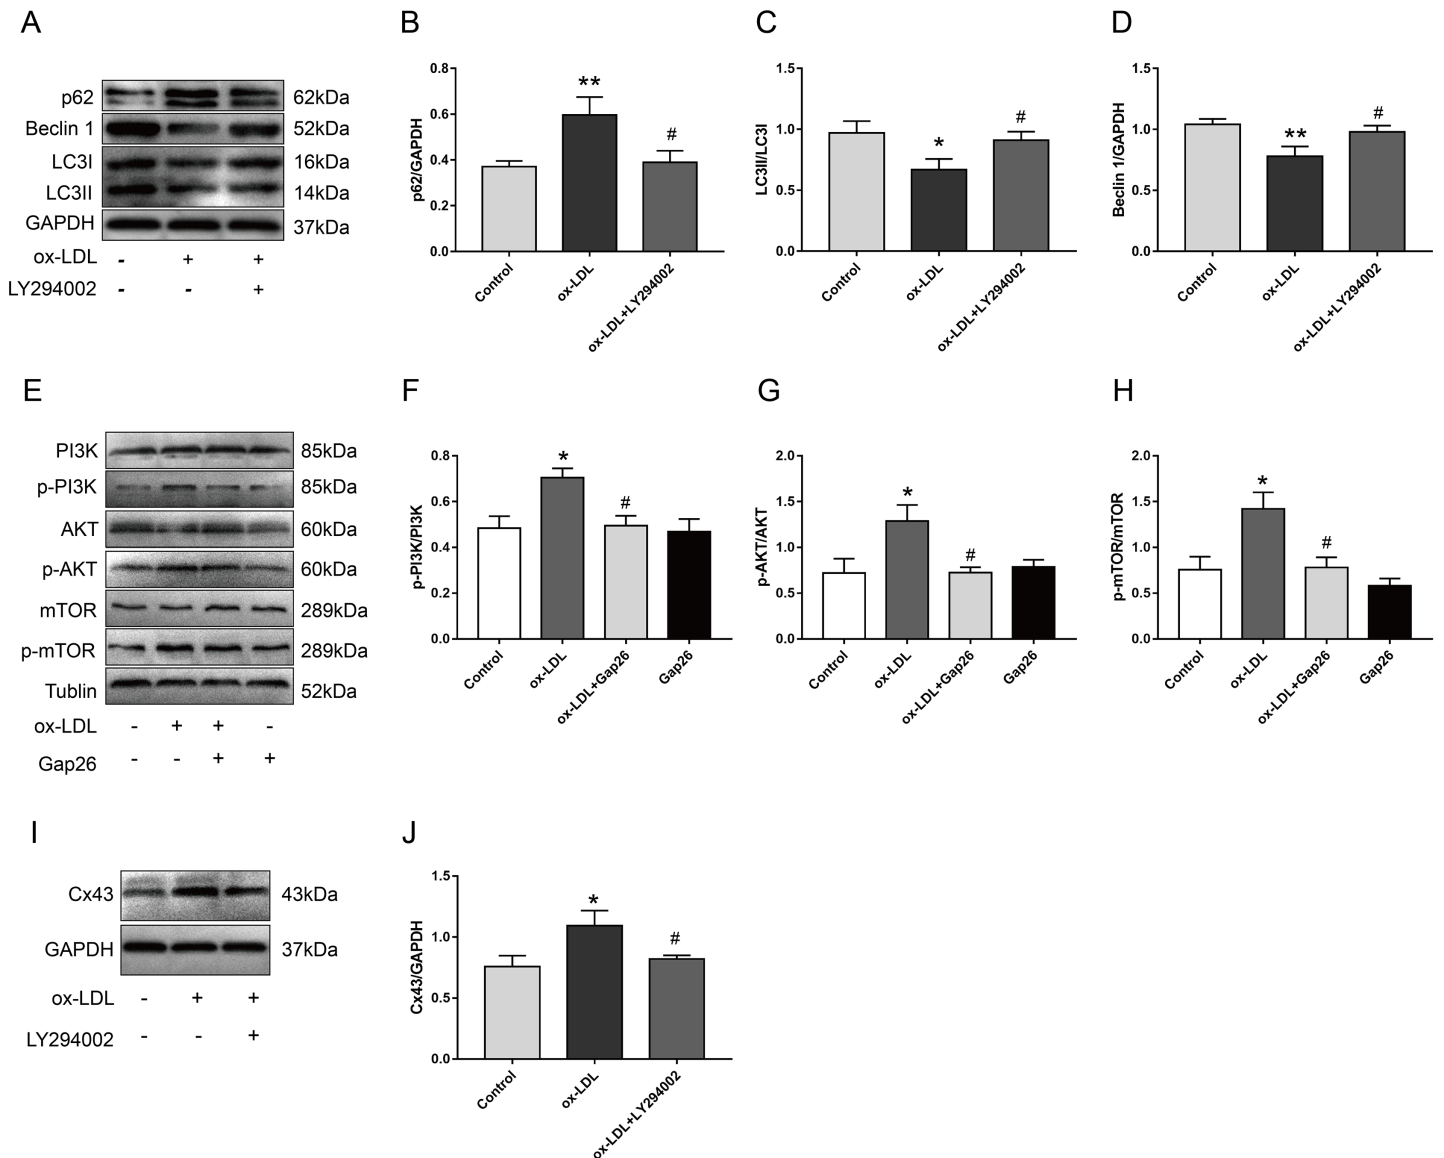 A
p62 62kDa
Beclin 1 52kDa
LC3I 16kDa
LC3II 14kDa
GAPDH 37kDa
ox-LDL - + +
LY294002 - - +
B
p62/GAPDH
0.8
0.6
0.4
0.2
0.0
** #
Control ox-LDL ox-LDL+LY294002
C
LC3II/LC3I
1.5
1.0
0.5
0.0
* #
Control ox-LDL ox-LDL+LY294002
D
Beclin 1/GAPDH
1.5
1.0
0.5
0.0
** #
Control ox-LDL ox-LDL+LY294002
E
PI3K 85kDa
p-PI3K 85kDa
AKT 60kDa
p-AKT 60kDa
mTOR 289kDa
p-mTOR 289kDa
Tublin 52kDa
ox-LDL - + + -
Gap26 - - + +
F
p-PI3K/PI3K
0.8
0.6
0.4
0.2
0.0
* #
Control ox-LDL ox-LDL+Gap26 Gap26
G
p-AKT/AKT
2.0
1.5
1.0
0.5
0.0
* #
Control ox-LDL ox-LDL+Gap26 Gap26
H
p-mTOR/mTOR
2.0
1.5
1.0
0.5
0.0
* #
Control ox-LDL ox-LDL+Gap26 Gap26
I
Cx43 43kDa
GAPDH 37kDa
ox-LDL - + +
LY294002 - - +
J
Cx43/GAPDH
1.5
1.0
0.5
0.0
* #
Control ox-LDL ox-LDL+LY294002